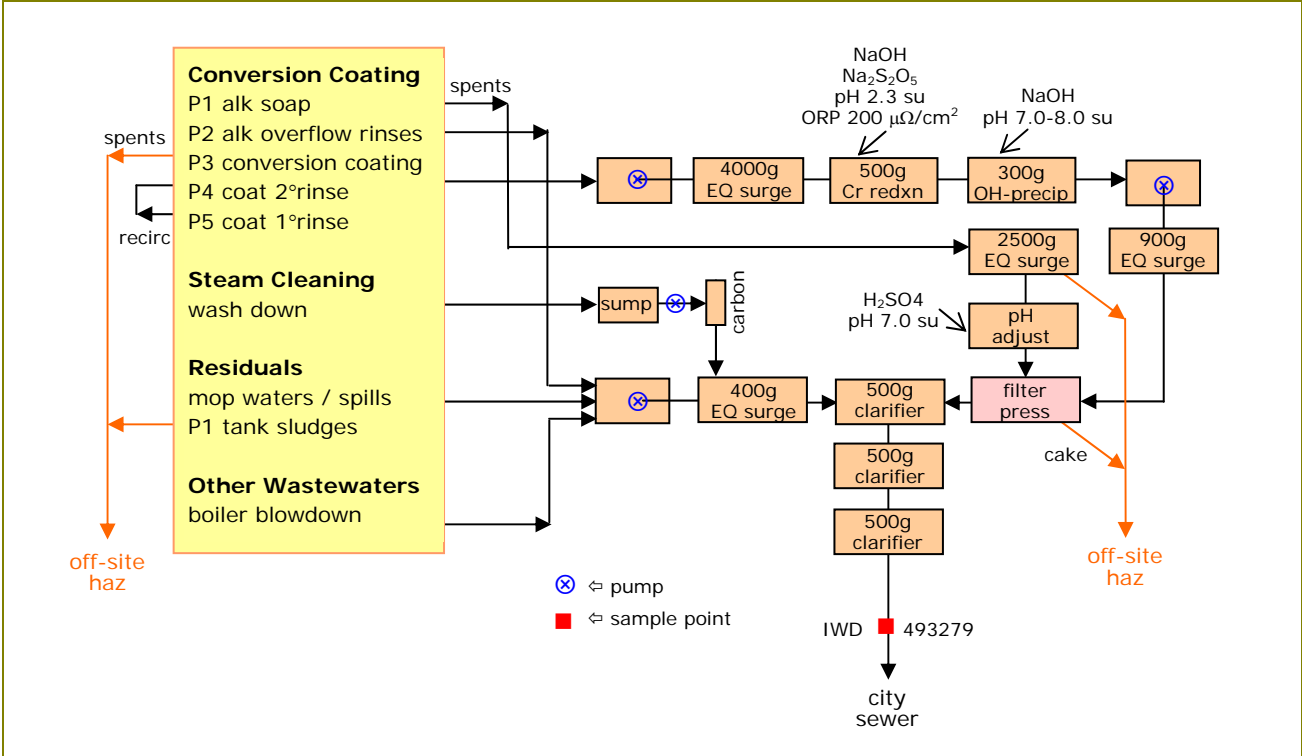 Conversion Coating
P1 alk soap
P2 alk overflow rinses
P3 conversion coating
P4 coat 2°rinse
P5 coat 1°rinse
Steam Cleaning
wash down
Residuals
mop waters / spills
P1 tank sludges
Other Wastewaters
boiler blowdown
spents
recirc
off-site
haz
spents
NaOH
Na₂S₂O₅
pH 2.3 su
ORP 200 μΩ/cm²
NaOH
pH 7.0-8.0 su
4000g
EQ surge
500g
Cr redxn
300g
OH-precip
2500g
EQ surge
900g
EQ surge
sump
carbon
H₂SO4
pH 7.0 su
pH
adjust
400g
EQ surge
500g
clarifier
filter
press
cake
500g
clarifier
500g
clarifier
off-site
haz
⇦ pump
⇦ sample point
IWD 493279
city
sewer